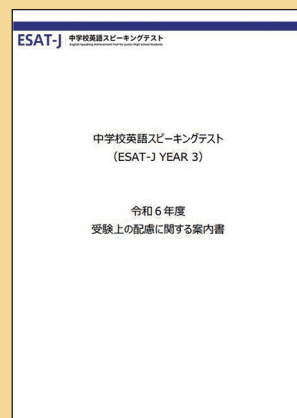 ESAT-J 中学校英語スピーキングテスト
English Speaking Achievement Test for Junior High School Students
中学校英語スピーキングテスト
（ESAT-J YEAR 3）
令和６年度
受験上の配慮に関する案内書